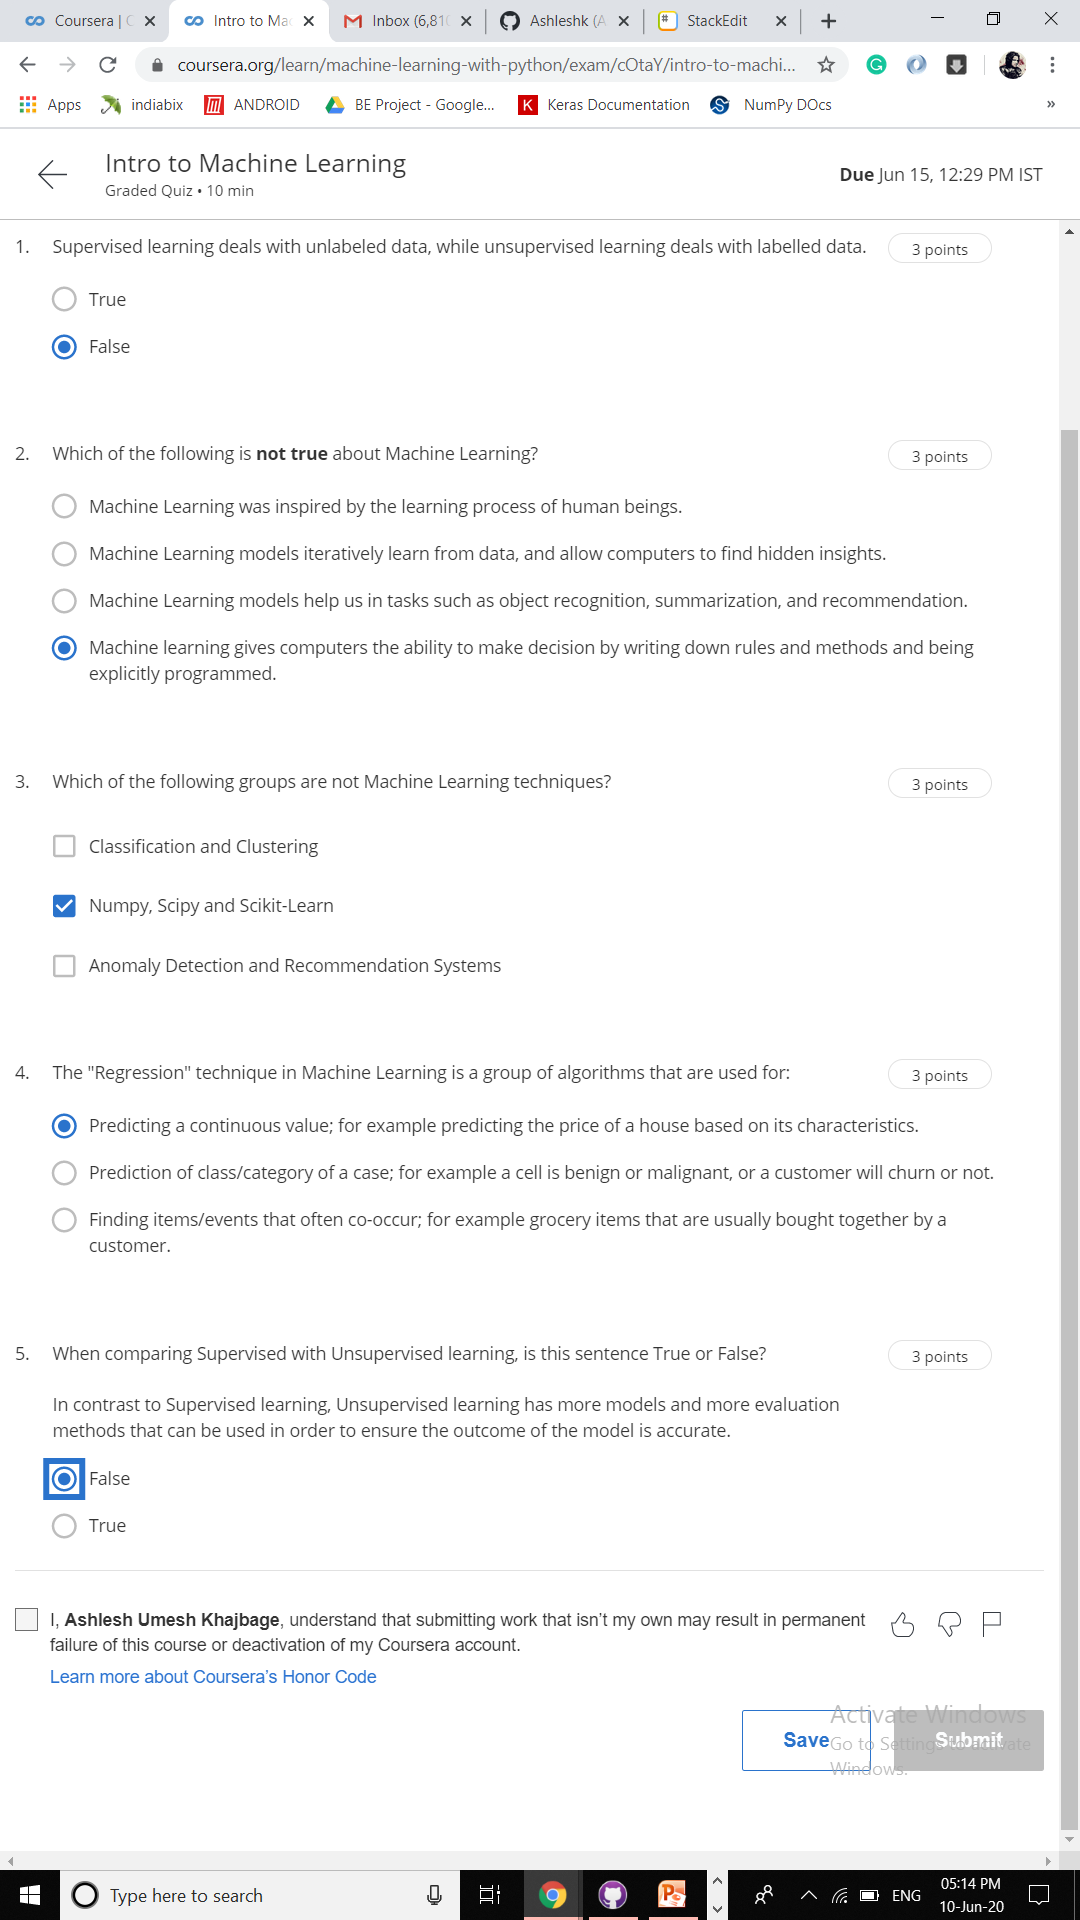 Coursera | C
Intro to Mac
Inbox (6,810
Ashleshk (A
StackEdit
coursera.org/learn/machine-learning-with-python/exam/cOtaY/intro-to-machi...
Apps
indiabix
ANDROID
BE Project - Google...
K Keras Documentation
NumPy DOcs
»
Intro to Machine Learning
Graded Quiz • 10 min
Due Jun 15, 12:29 PM IST
1. Supervised learning deals with unlabeled data, while unsupervised learning deals with labelled data.
3 points
True
False
2. Which of the following is not true about Machine Learning?
3 points
Machine Learning was inspired by the learning process of human beings.
Machine Learning models iteratively learn from data, and allow computers to find hidden insights.
Machine Learning models help us in tasks such as object recognition, summarization, and recommendation.
Machine learning gives computers the ability to make decision by writing down rules and methods and being
explicitly programmed.
3. Which of the following groups are not Machine Learning techniques?
3 points
Classification and Clustering
Numpy, Scipy and Scikit-Learn
Anomaly Detection and Recommendation Systems
4. The "Regression" technique in Machine Learning is a group of algorithms that are used for:
3 points
Predicting a continuous value; for example predicting the price of a house based on its characteristics.
Prediction of class/category of a case; for example a cell is benign or malignant, or a customer will churn or not.
Finding items/events that often co-occur; for example grocery items that are usually bought together by a
customer.
5. When comparing Supervised with Unsupervised learning, is this sentence True or False?
3 points
In contrast to Supervised learning, Unsupervised learning has more models and more evaluation
methods that can be used in order to ensure the outcome of the model is accurate.
False
True
I, Ashlesh Umesh Khajbage, understand that submitting work that isn't my own may result in permanent
failure of this course or deactivation of my Coursera account.
Learn more about Coursera's Honor Code
Activate Windows
Save
Submit
Go to Settings to activate
Windows.
Type here to search
ENG
05:14 PM
10-Jun-20